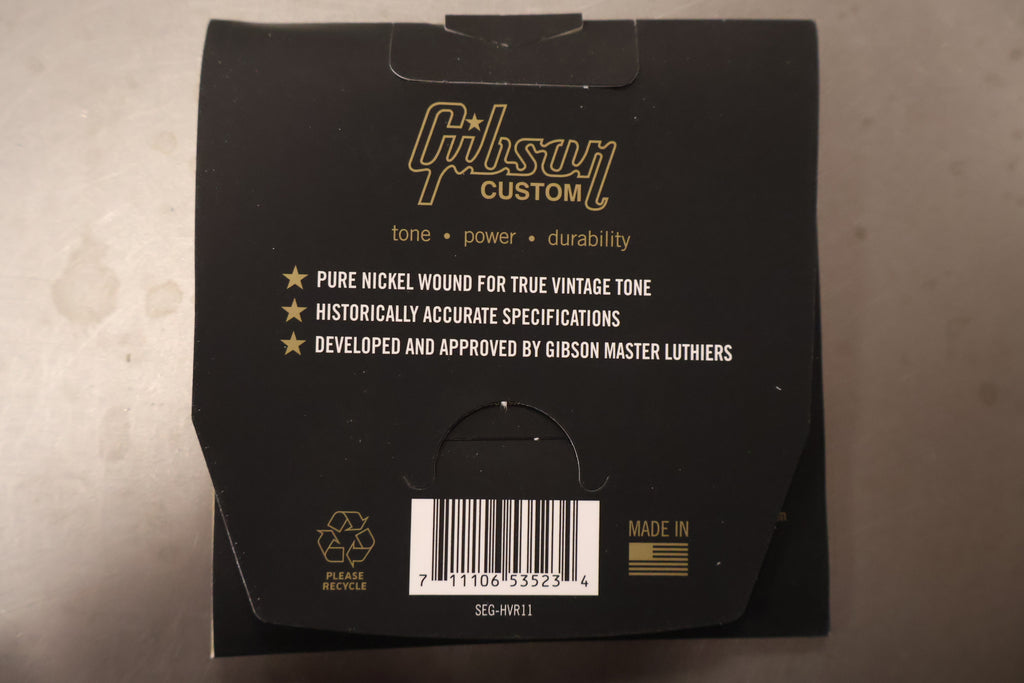 Gibson
CUSTOM
tone • power • durability
PURE NICKEL WOUND FOR TRUE VINTAGE TONE
HISTORICALLY ACCURATE SPECIFICATIONS
DEVELOPED AND APPROVED BY GIBSON MASTER LUTHIERS
PLEASE
RECYCLE
7 11106 53523 4
SEG-HVR11
MADE IN